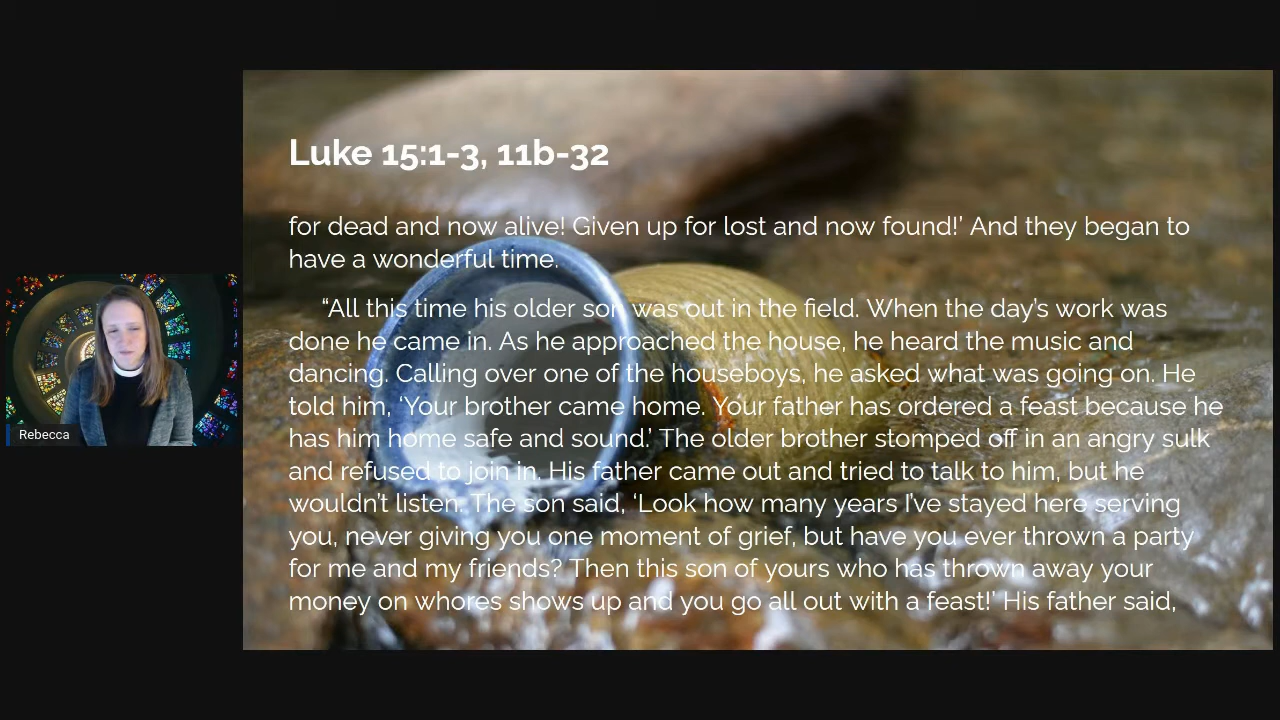 Luke 15:1-3, 11b-32
for dead and now alive! Given up for lost and now found!’ And they began to
have a wonderful time.
“All this time his older son was out in the field. When the day’s work was
done he came in. As he approached the house, he heard the music and
dancing. Calling over one of the houseboys, he asked what was going on. He
told him, ‘Your brother came home. Your father has ordered a feast because he
has him home safe and sound.’ The older brother stomped off in an angry sulk
and refused to join in. His father came out and tried to talk to him, but he
wouldn’t listen. The son said, ‘Look how many years I’ve stayed here serving
you, never giving you one moment of grief, but have you ever thrown a party
for me and my friends? Then this son of yours who has thrown away your
money on whores shows up and you go all out with a feast!’ His father said,
Rebecca